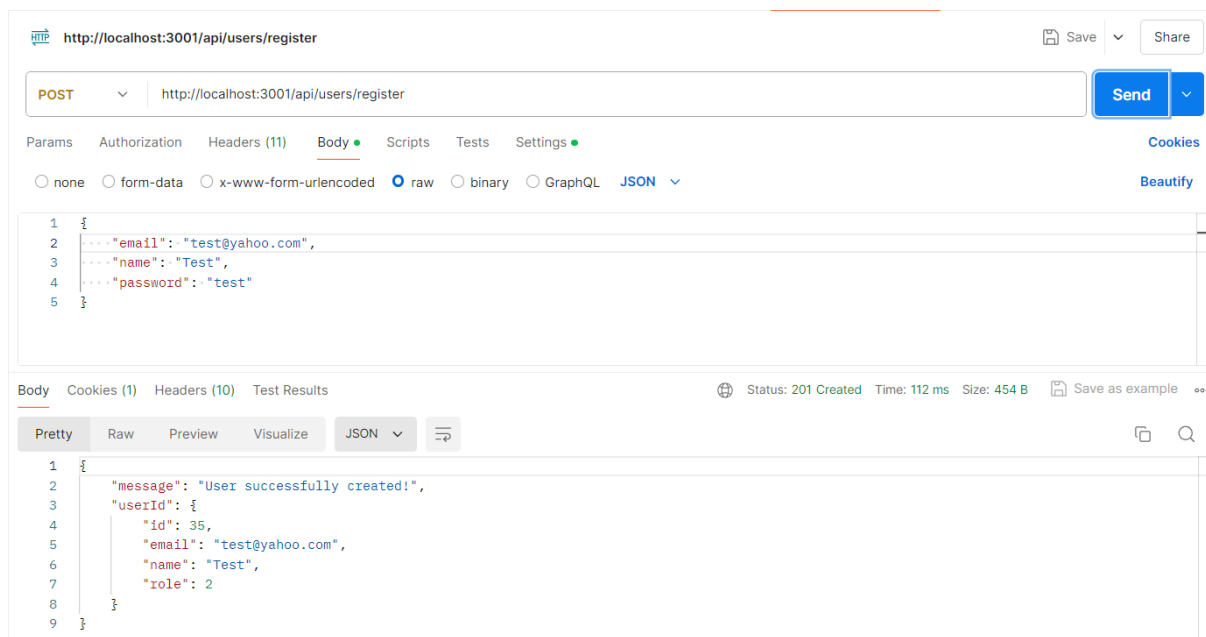 HTTP http://localhost:3001/api/users/register Save Share
POST http://localhost:3001/api/users/register Send
Params Authorization Headers (11) Body Scripts Tests Settings Cookies
none form-data x-www-form-urlencoded raw binary GraphQL JSON Beautify
1 {
2 "email": "test@yahoo.com",
3 "name": "Test",
4 "password": "test"
5 }
Body Cookies (1) Headers (10) Test Results Status: 201 Created Time: 112 ms Size: 454 B Save as example
Pretty Raw Preview Visualize JSON
1 {
2 "message": "User successfully created!",
3 "userId": {
4 "id": 35,
5 "email": "test@yahoo.com",
6 "name": "Test",
7 "role": 2
8 }
9 }